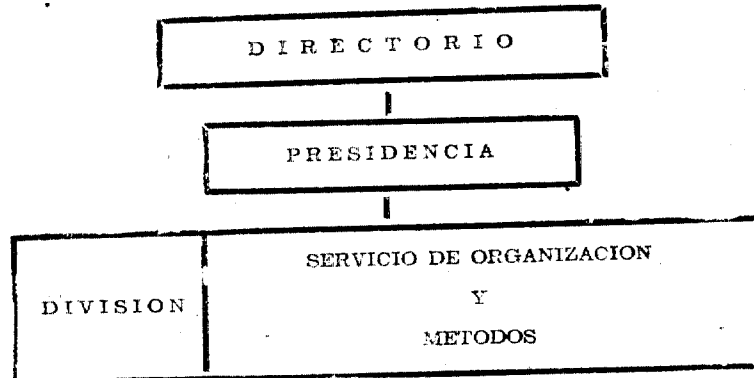 DIRECTORIO
PRESIDENCIA
DIVISION
SERVICIO DE ORGANIZACION
Y
METODOS